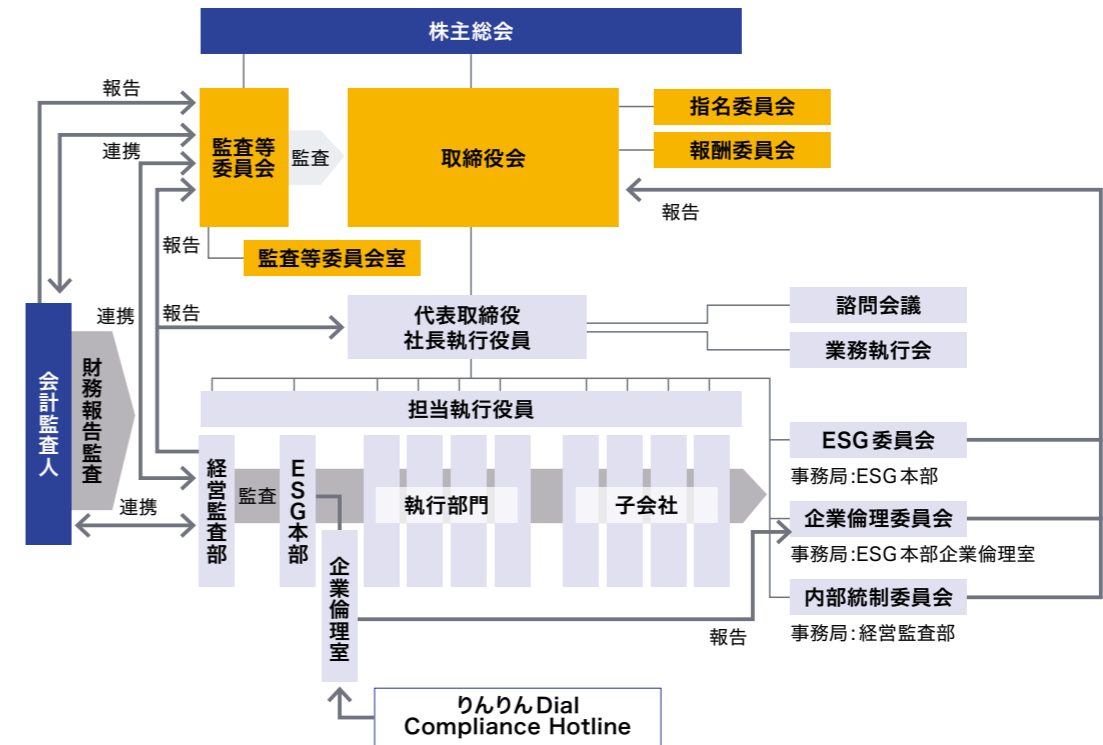 株主総会
報告
連携
監査等
委員会
監査
取締役会
指名委員会
報酬委員会
報告
報告
監査等委員会室
連携
報告
代表取締役
社長執行役員
諮問会議
業務執行会
会計監査人
財務報告監査
担当執行役員
連携
経営監査部
監査
ESG本部
執行部門
子会社
ESG委員会
事務局:ESG本部
企業倫理委員会
事務局:ESG本部企業倫理室
内部統制委員会
事務局:経営監査部
企業倫理室
報告
りんりんDial
Compliance Hotline